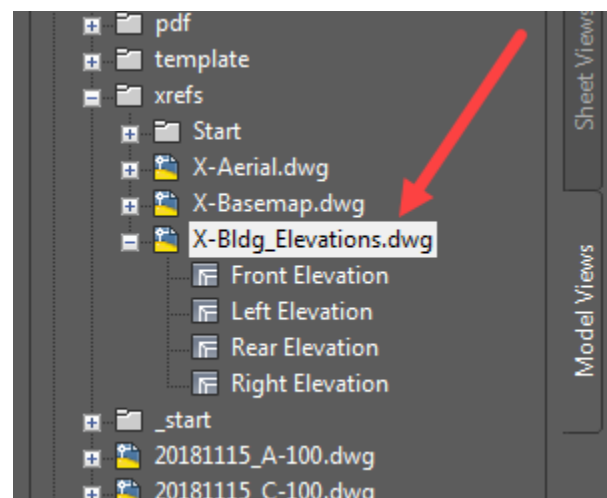 pdf
template
xrefs
Start
X-Aerial.dwg
X-Basemap.dwg
X-Bldg_Elevations.dwg
Front Elevation
Left Elevation
Rear Elevation
Right Elevation
_start
20181115_A-100.dwg
20181115_C-100.dwg
Sheet Views
Model Views